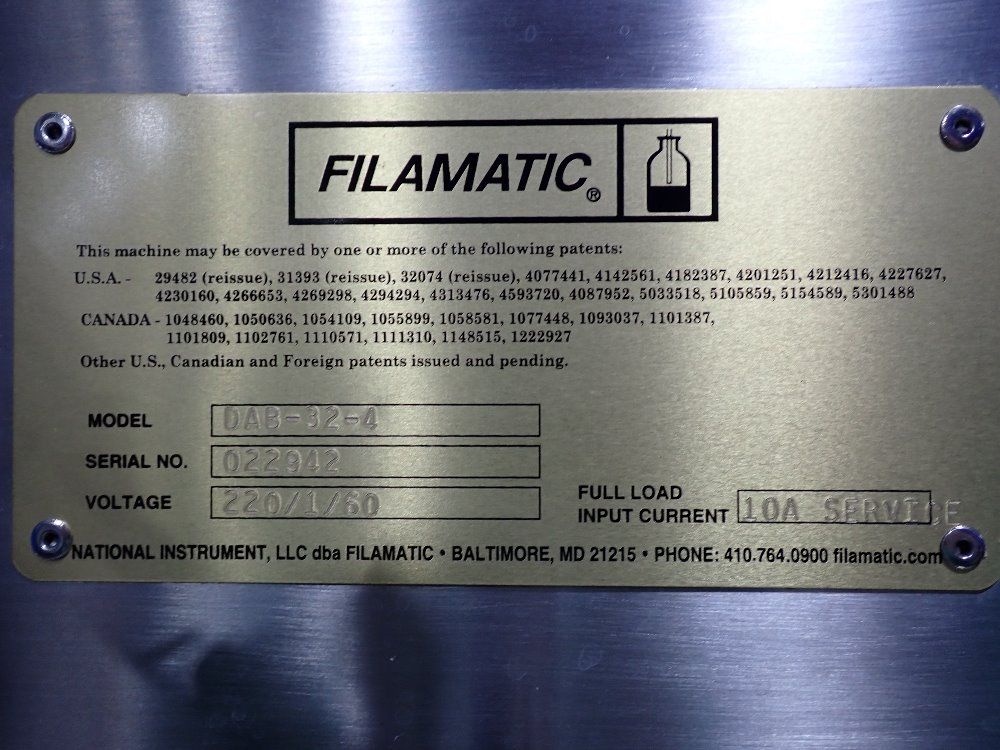 FILAMATIC®
This machine may be covered by one or more of the following patents:
U.S.A. - 29482 (reissue), 31393 (reissue), 32074 (reissue), 4077441, 4142561, 4182387, 4201251, 4212416, 4227627,
4230160, 4266653, 4269298, 4294294, 4313476, 4593720, 4087952, 5033518, 5105859, 5154589, 5301488
CANADA - 1048460, 1050636, 1054109, 1055899, 1058581, 1077448, 1093037, 1101387,
1101809, 1102761, 1110571, 1111310, 1148515, 1222927
Other U.S., Canadian and Foreign patents issued and pending.
MODEL DAB-32-4
SERIAL NO. 022942
VOLTAGE 220/1/60
FULL LOAD
INPUT CURRENT 10A SERVICE
NATIONAL INSTRUMENT, LLC dba FILAMATIC • BALTIMORE, MD 21215 • PHONE: 410.764.0900 filamatic.com